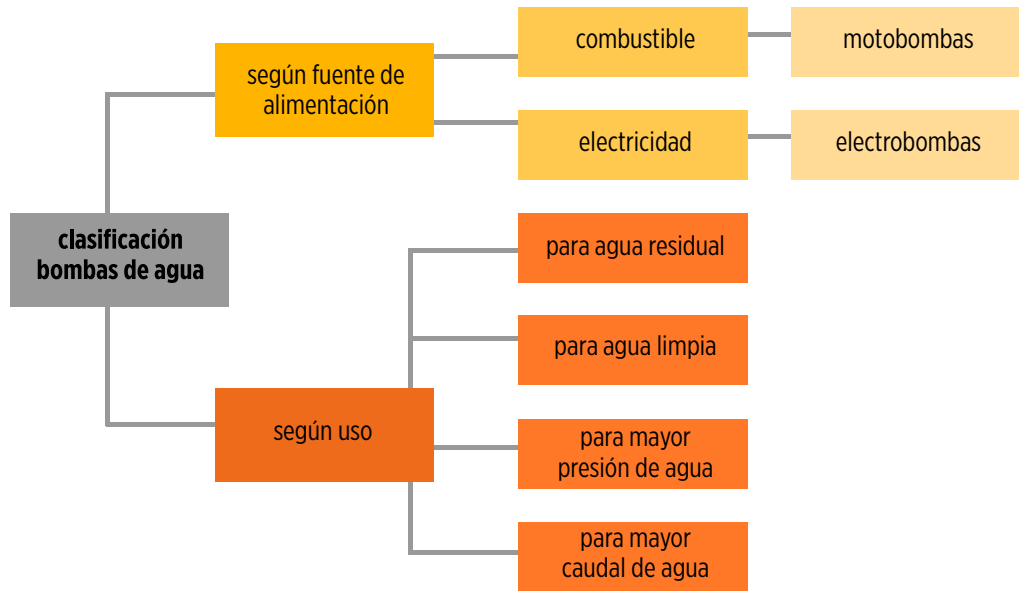 clasificación
bombas de agua
según fuente de
alimentación
combustible
motobombas
electricidad
electrobombas
según uso
para agua residual
para agua limpia
para mayor
presión de agua
para mayor
caudal de agua